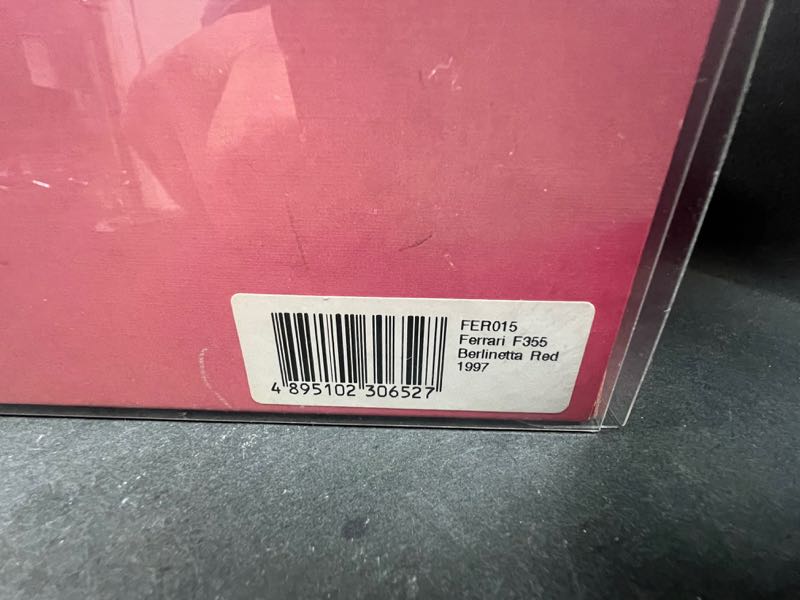 FER015
Ferrari F355
Berlinetta Red
1997
4 895102 306527